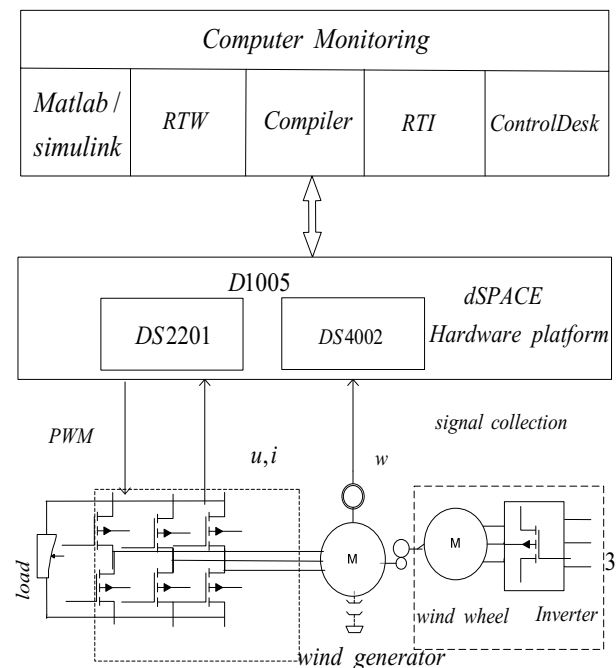 Computer Monitoring
Matlab /
simulink
RTW
Compiler
RTI
ControlDesk
D1005
dSPACE
Hardware platform
DS2201
DS4002
PWM
u,i
w
signal collection
load
M
M
3
wind wheel
Inverter
wind generator